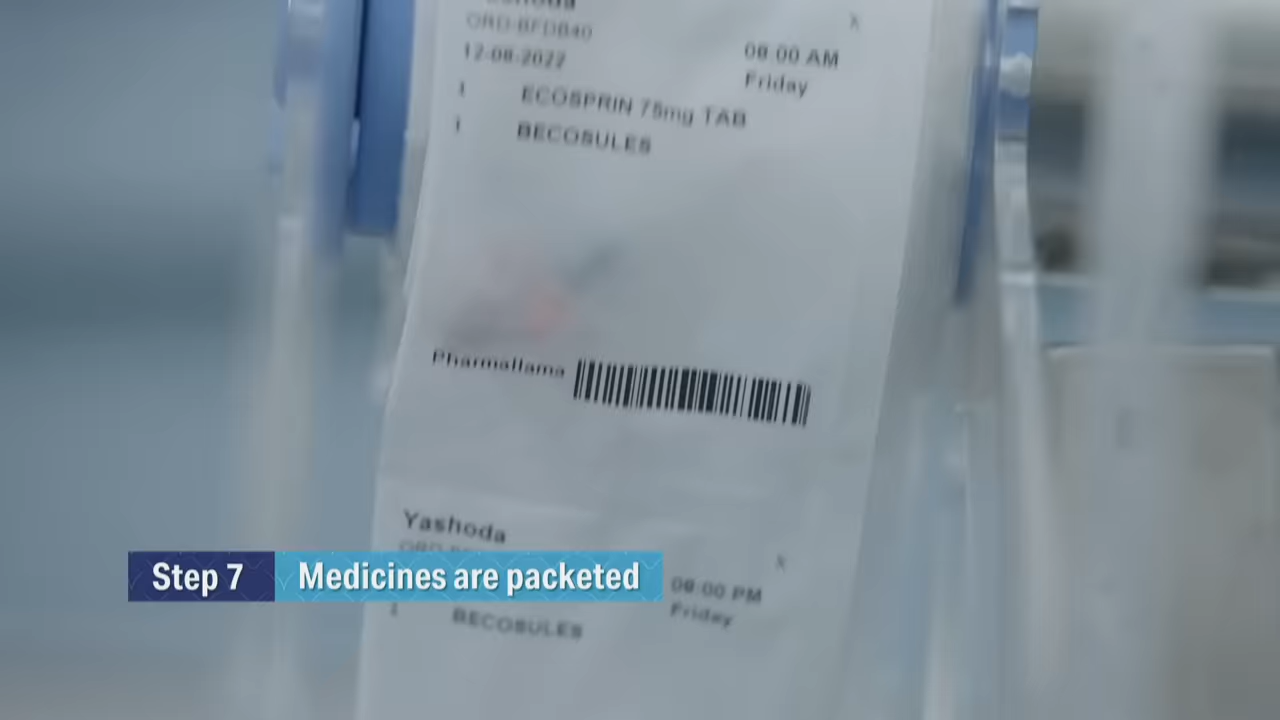 Yashoda
ORD-BFDB40
12-08-2022
08:00 AM
Friday
1 ECOSPRIN 75mg TAB
1 BECOSULES
Pharmallama
Yashoda
08:00 PM
Friday
1 BECOSULES
Step 7 Medicines are packeted